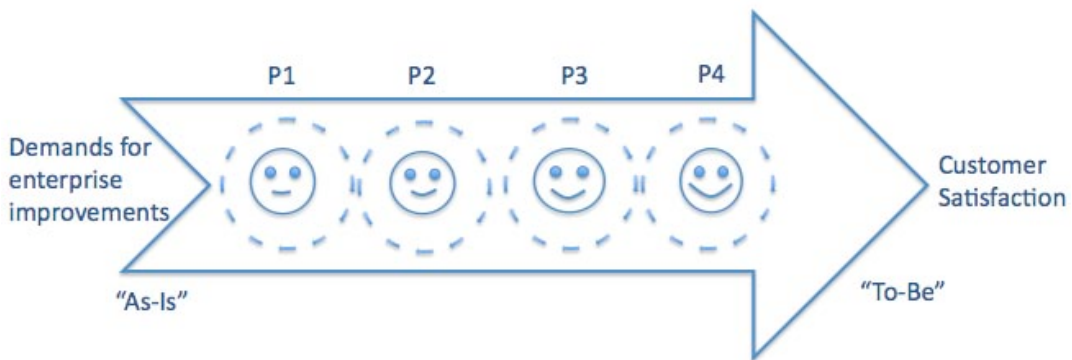 P1
P2
P3
P4
Demands for
enterprise
improvements
Customer
Satisfaction
“As-Is”
“To-Be”